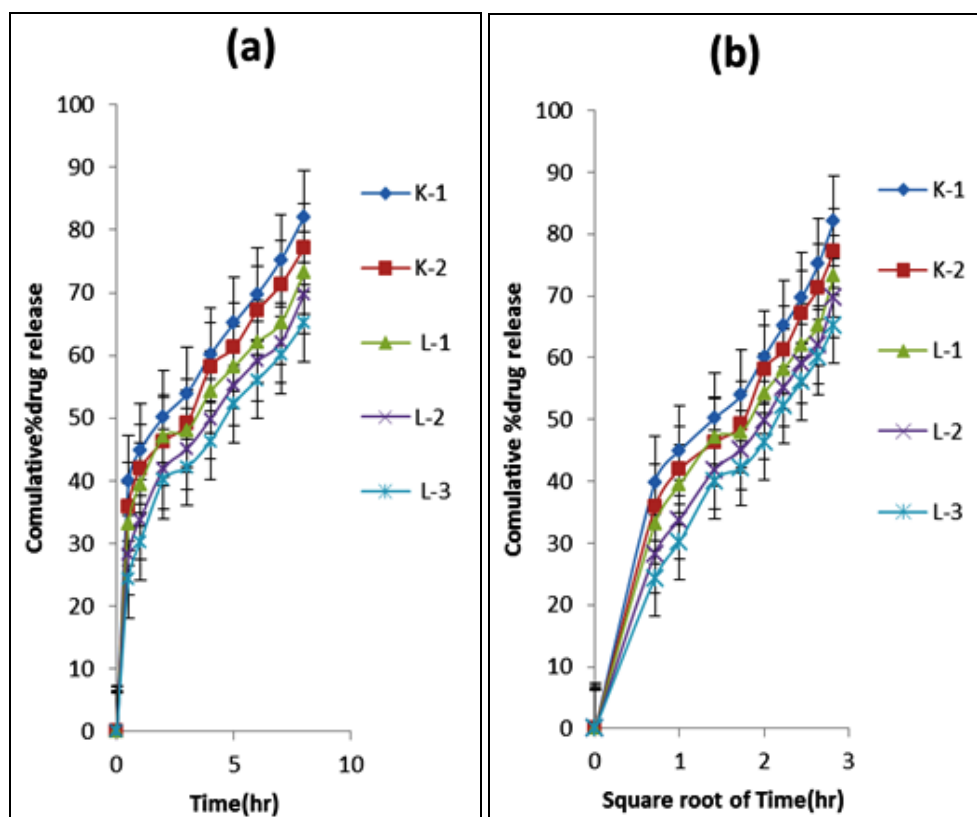 (a)
Comulative%drug release
100
90
80
70
60
50
40
30
20
10
0
0 5 10
Time(hr)
K-1
K-2
L-1
L-2
L-3
(b)
Comulative %drug release
100
90
80
70
60
50
40
30
20
10
0
0 1 2 3
Square root of Time(hr)
K-1
K-2
L-1
L-2
L-3